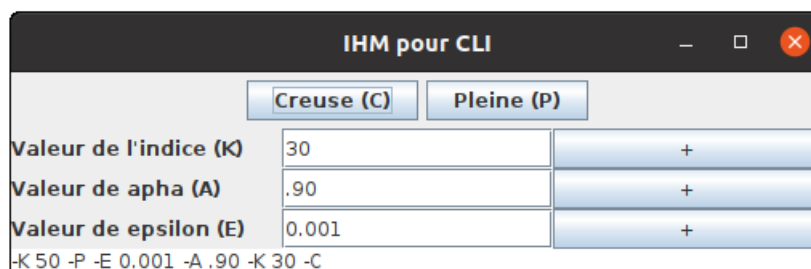 IHM pour CLI
Creuse (C) Pleine (P)
Valeur de l'indice (K) 30 +
Valeur de apha (A) .90 +
Valeur de epsilon (E) 0.001 +
-K 50 -P -E 0.001 -A .90 -K 30 -C